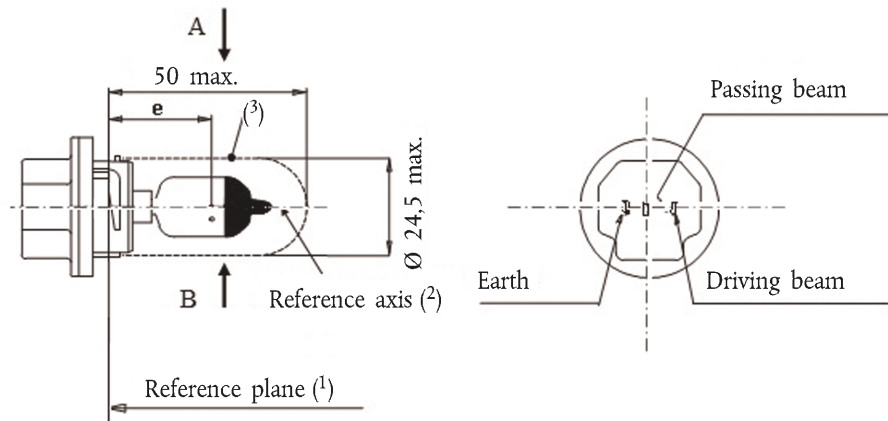 A
50 max.
e
(³)
Ø 24,5 max.
B
Reference axis (²)
Reference plane (¹)
Passing beam
Earth
Driving beam